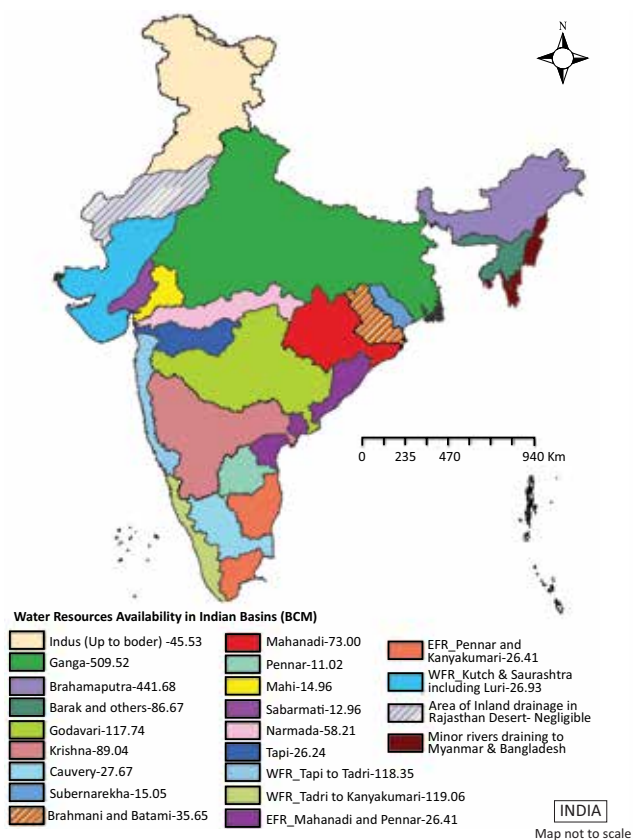 N
0 235 470 940 Km
Water Resources Availability in Indian Basins (BCM)
Indus (Up to boder) -45.53
Ganga-509.52
Brahamaputra-441.68
Barak and others-86.67
Godavari-117.74
Krishna-89.04
Cauvery-27.67
Subernarekha-15.05
Brahmani and Batami-35.65
Mahanadi-73.00
Pennar-11.02
Mahi-14.96
Sabarmati-12.96
Narmada-58.21
Tapi-26.24
WFR_Tapi to Tadri-118.35
WFR_Tadri to Kanyakumari-119.06
EFR_Mahanadi and Pennar-26.41
EFR_Pennar and
Kanyakumari-26.41
WFR_Kutch & Saurashtra
including Luri-26.93
Area of Inland drainage in
Rajasthan Desert- Negligible
Minor rivers draining to
Myanmar & Bangladesh
INDIA
Map not to scale